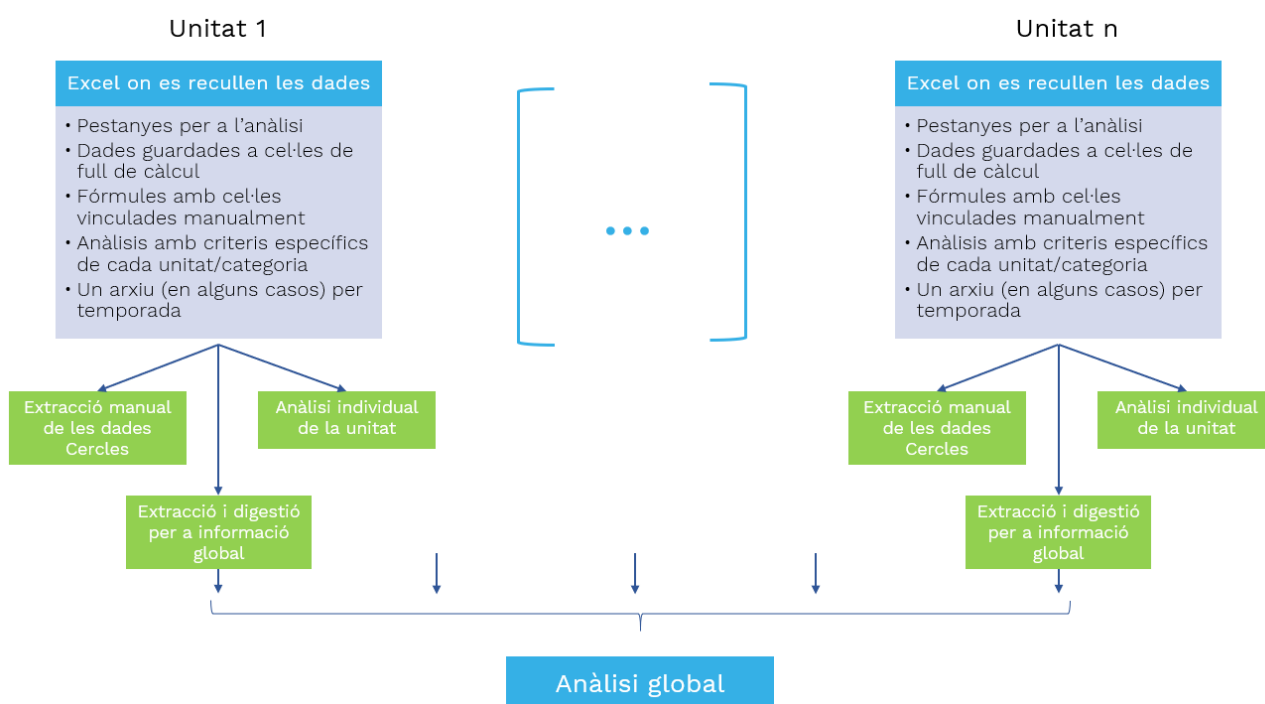 Unitat 1
Excel on es recullen les dades
• Pestanyes per a l’anàlisi
• Dades guardades a cel·les de
full de càlcul
• Fórmules amb cel·les
vinculades manualment
• Anàlisis amb criteris específics
de cada unitat/categoria
• Un arxiu (en alguns casos) per
temporada
Extracció manual
de les dades
Cercles
Anàlisi individual
de la unitat
Extracció i digestió
per a informació
global
...
Unitat n
Excel on es recullen les dades
• Pestanyes per a l’anàlisi
• Dades guardades a cel·les de
full de càlcul
• Fórmules amb cel·les
vinculades manualment
• Anàlisis amb criteris específics
de cada unitat/categoria
• Un arxiu (en alguns casos) per
temporada
Extracció manual
de les dades
Cercles
Anàlisi individual
de la unitat
Extracció i digestió
per a informació
global
Anàlisi global